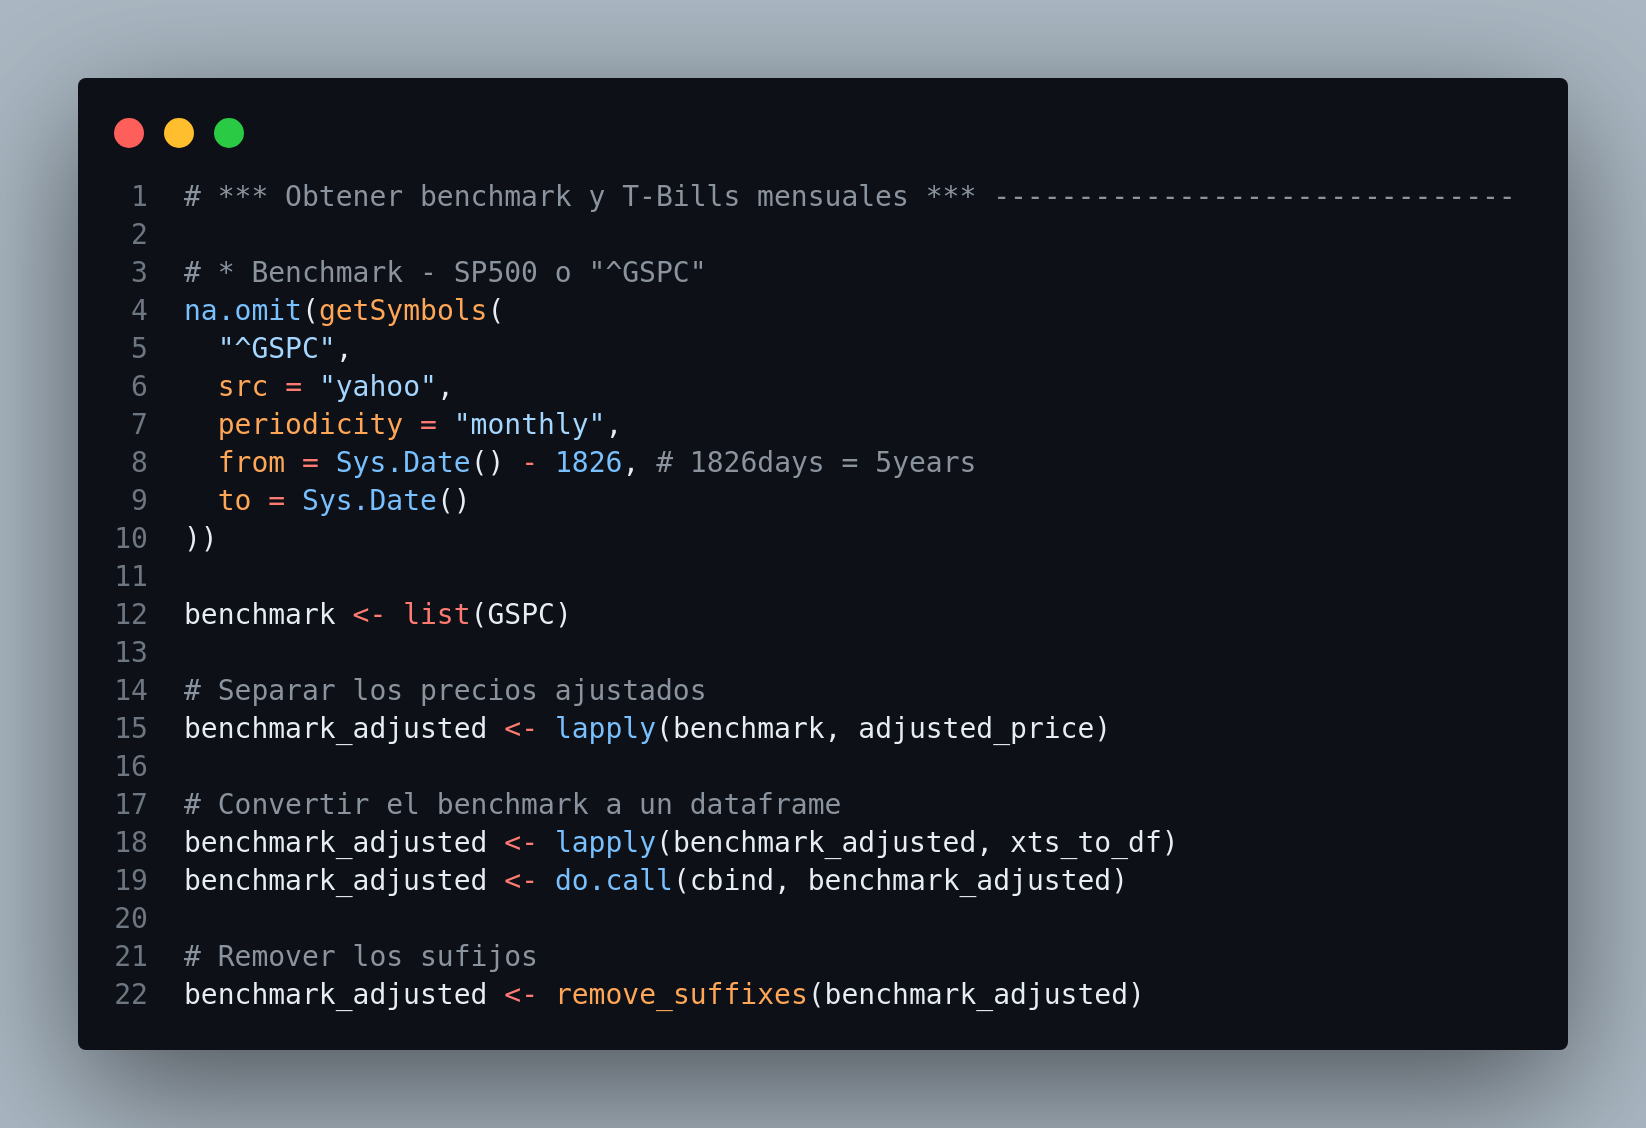 1 # *** Obtener benchmark y T-Bills mensuales *** -------------------------------
2
3 # * Benchmark - SP500 o "^GSPC"
4 na.omit(getSymbols(
5   "^GSPC",
6   src = "yahoo",
7   periodicity = "monthly",
8   from = Sys.Date() - 1826, # 1826days = 5years
9   to = Sys.Date()
10 ))
11
12 benchmark <- list(GSPC)
13
14 # Separar los precios ajustados
15 benchmark_adjusted <- lapply(benchmark, adjusted_price)
16
17 # Convertir el benchmark a un dataframe
18 benchmark_adjusted <- lapply(benchmark_adjusted, xts_to_df)
19 benchmark_adjusted <- do.call(cbind, benchmark_adjusted)
20
21 # Remover los sufijos
22 benchmark_adjusted <- remove_suffixes(benchmark_adjusted)